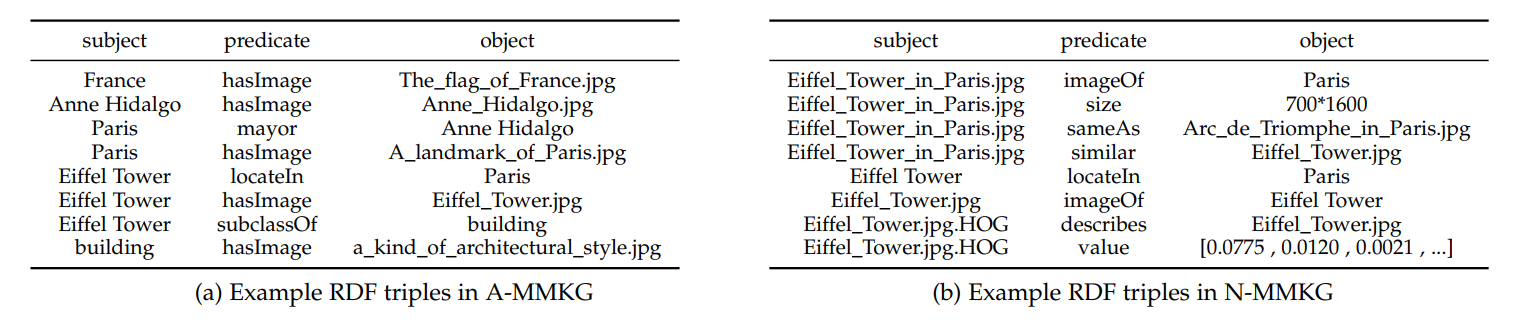 subject predicate object
France hasImage The_flag_of_France.jpg
Anne Hidalgo hasImage Anne_Hidalgo.jpg
Paris mayor Anne Hidalgo
Paris hasImage A_landmark_of_Paris.jpg
Eiffel Tower locateIn Paris
Eiffel Tower hasImage Eiffel_Tower.jpg
Eiffel Tower subclassOf building
building hasImage a_kind_of_architectural_style.jpg
(a) Example RDF triples in A-MMKG
subject predicate object
Eiffel_Tower_in_Paris.jpg imageOf Paris
Eiffel_Tower_in_Paris.jpg size 700*1600
Eiffel_Tower_in_Paris.jpg sameAs Arc_de_Triomphe_in_Paris.jpg
Eiffel_Tower_in_Paris.jpg similar Eiffel_Tower.jpg
Eiffel Tower locateIn Paris
Eiffel_Tower.jpg imageOf Eiffel Tower
Eiffel_Tower.jpg.HOG describes Eiffel_Tower.jpg
Eiffel_Tower.jpg.HOG value [0.0775 , 0.0120 , 0.0021 , ...]
(b) Example RDF triples in N-MMKG